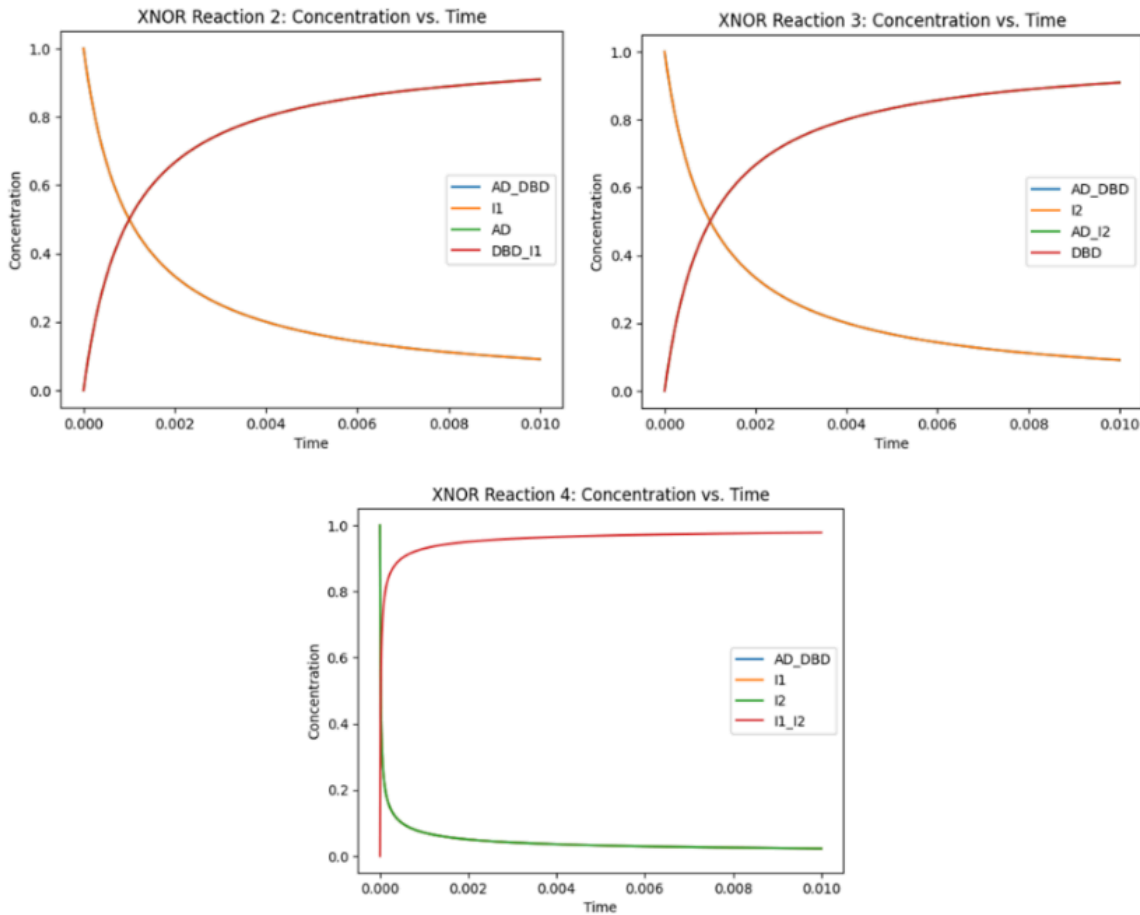 XNOR Reaction 2: Concentration vs. Time
1.0
0.8
0.6
0.4
0.2
0.0
Concentration
AD_DBD
I1
AD
DBD_I1
0.000 0.002 0.004 0.006 0.008 0.010
Time
XNOR Reaction 3: Concentration vs. Time
1.0
0.8
0.6
0.4
0.2
0.0
Concentration
AD_DBD
I2
AD_I2
DBD
0.000 0.002 0.004 0.006 0.008 0.010
Time
XNOR Reaction 4: Concentration vs. Time
1.0
0.8
0.6
0.4
0.2
0.0
Concentration
AD_DBD
I1
I2
I1_I2
0.000 0.002 0.004 0.006 0.008 0.010
Time